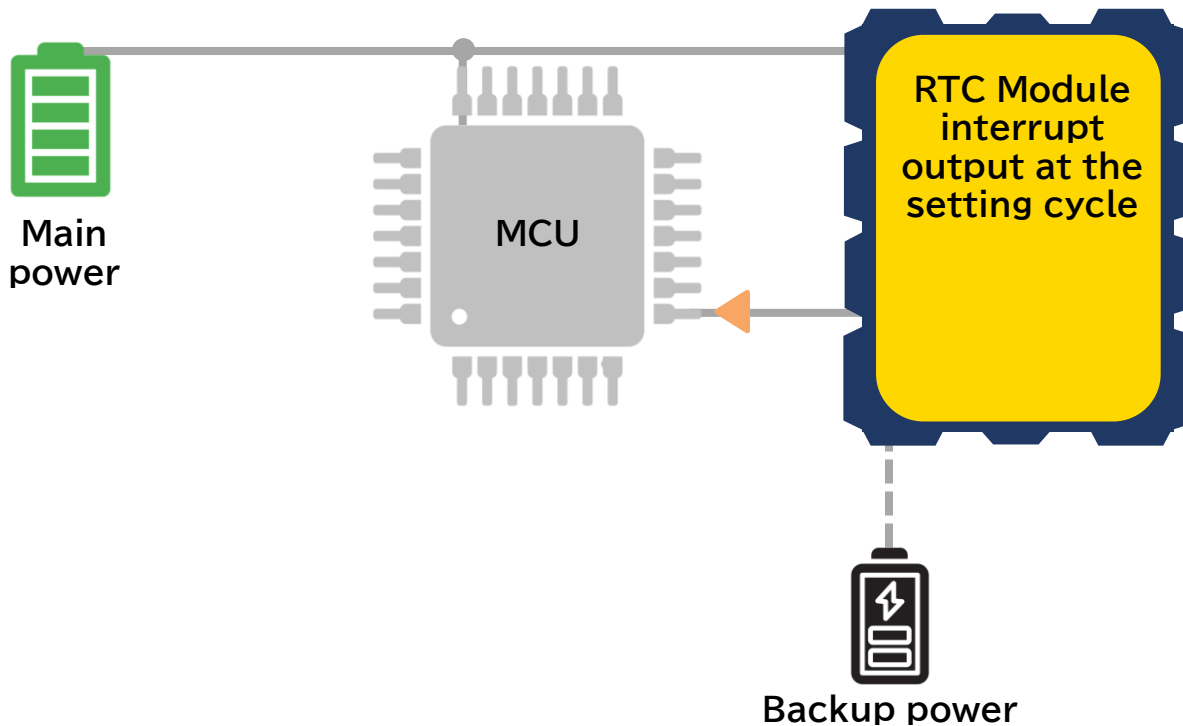 Main
power
MCU
RTC Module
interrupt
output at the
setting cycle
Backup power